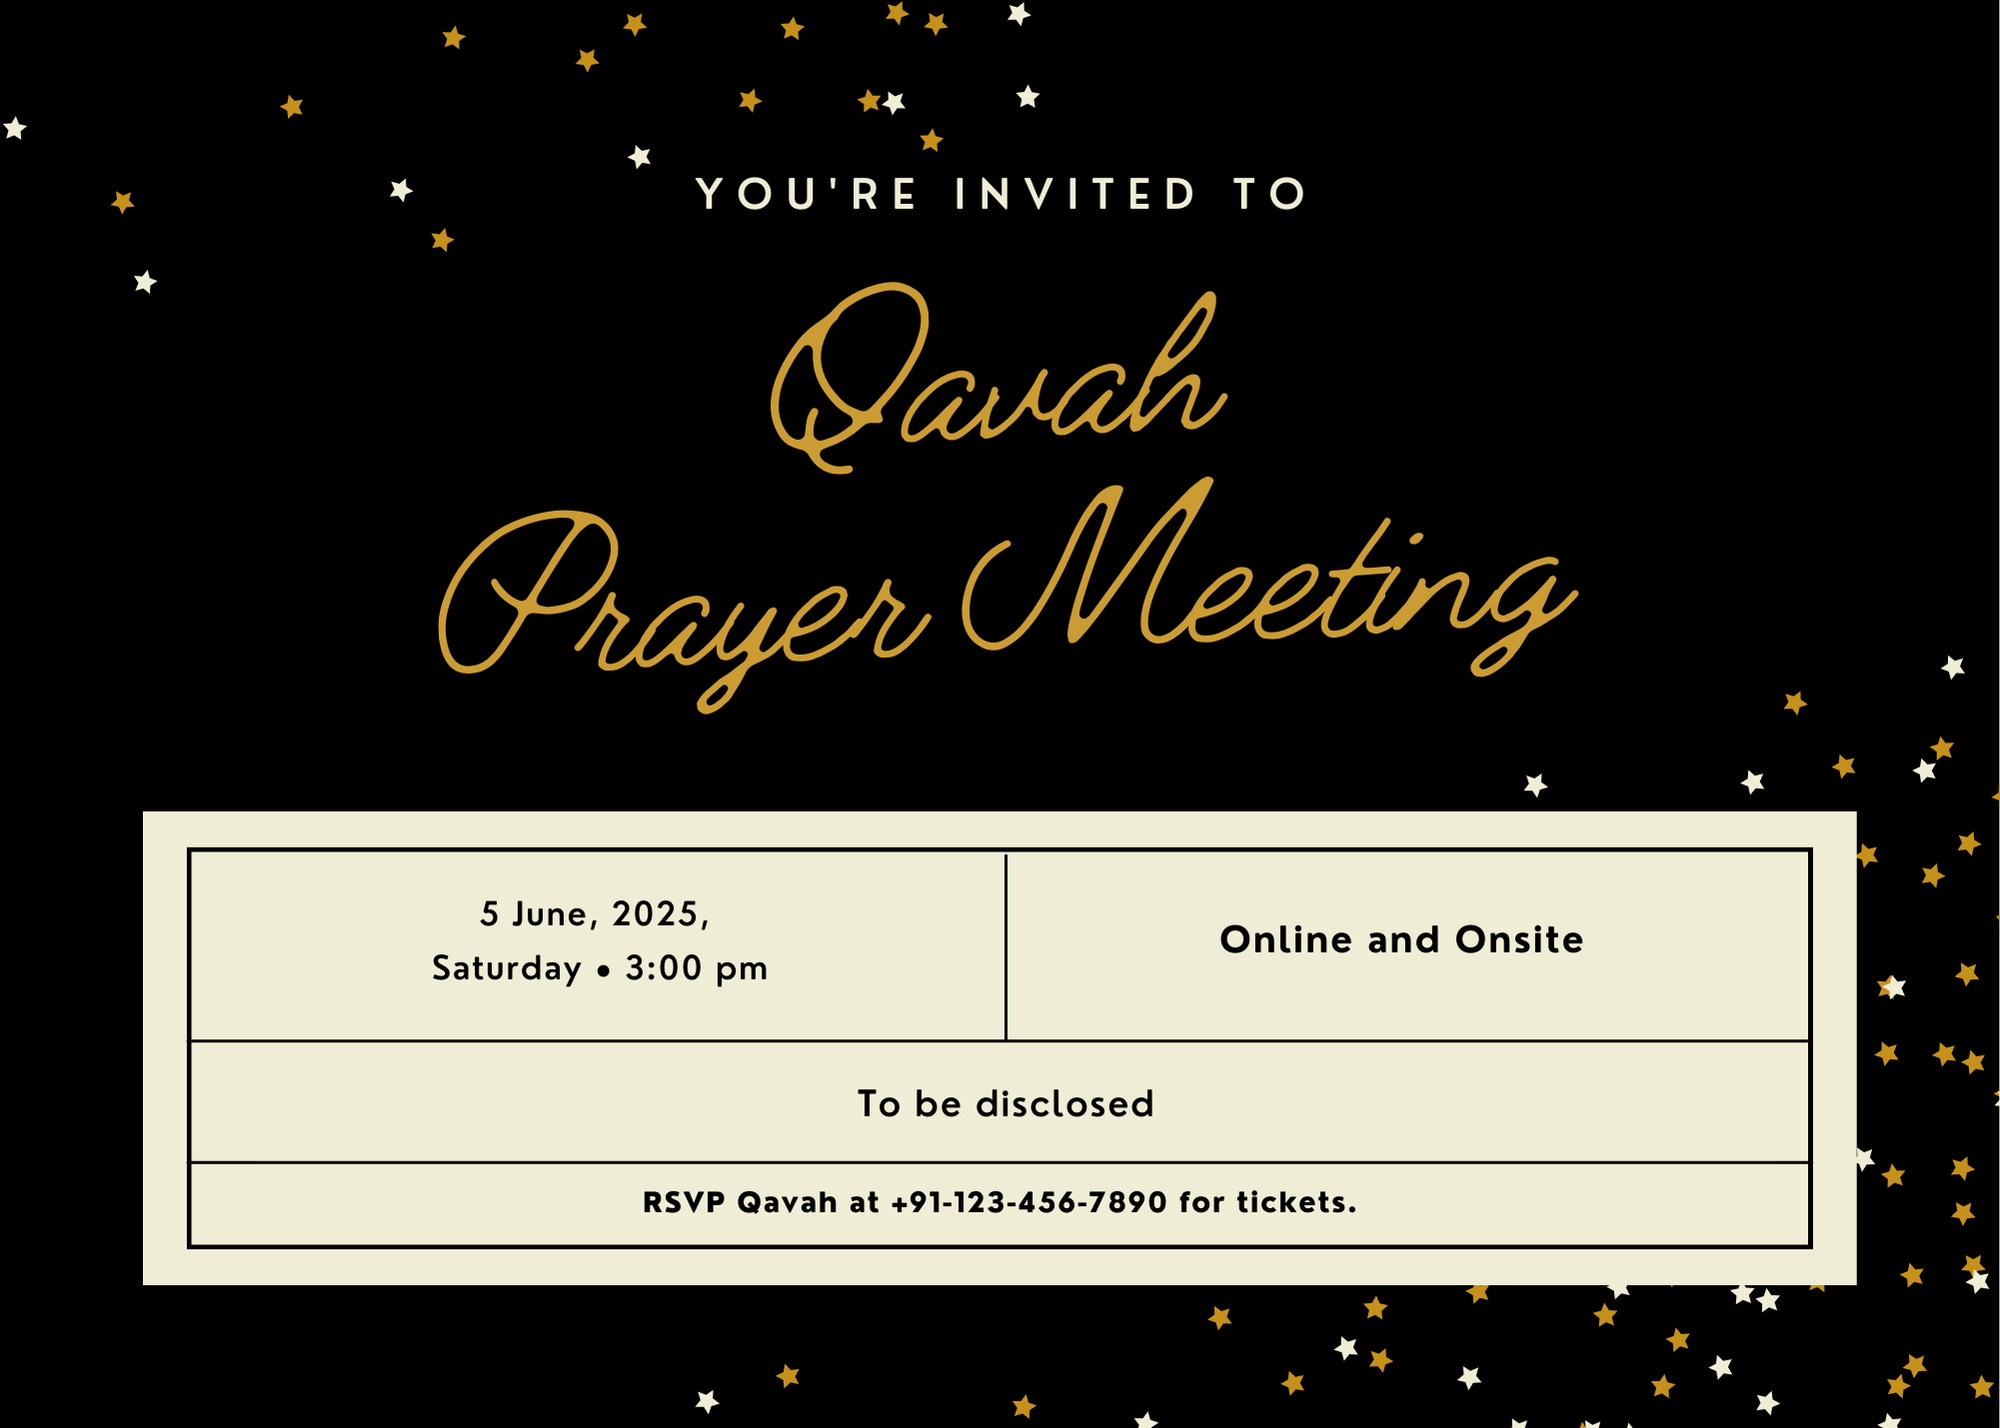 YOU'RE INVITED TO
Qavah
Prayer Meeting
5 June, 2025,
Saturday • 3:00 pm
Online and Onsite
To be disclosed
RSVP Qavah at +91-123-456-7890 for tickets.